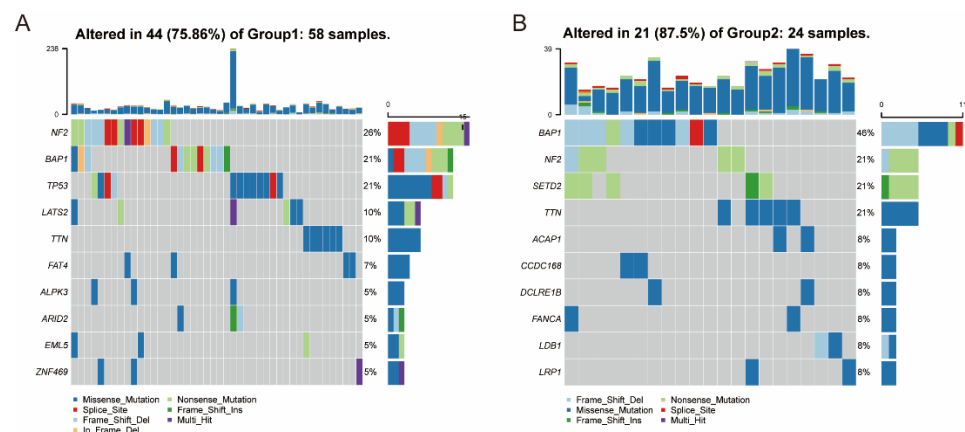 A
Altered in 44 (75.86%) of Group1: 58 samples.
238
0
0
15
NF2
26%
BAP1
21%
TP53
21%
LATS2
10%
TTN
10%
FAT4
7%
ALPK3
5%
ARID2
5%
EML5
5%
ZNF469
5%
Missense_Mutation
Nonsense_Mutation
Splice_Site
Frame_Shift_Ins
Frame_Shift_Del
Multi_Hit
In_Frame_Del
B
Altered in 21 (87.5%) of Group2: 24 samples.
39
0
0
BAP1
46%
NF2
21%
SETD2
21%
TTN
21%
ACAP1
8%
CCDC168
8%
DCLRE1B
8%
FANCA
8%
LDB1
8%
LRP1
8%
Frame_Shift_Del
Nonsense_Mutation
Missense_Mutation
Splice_Site
Frame_Shift_Ins
Multi_Hit